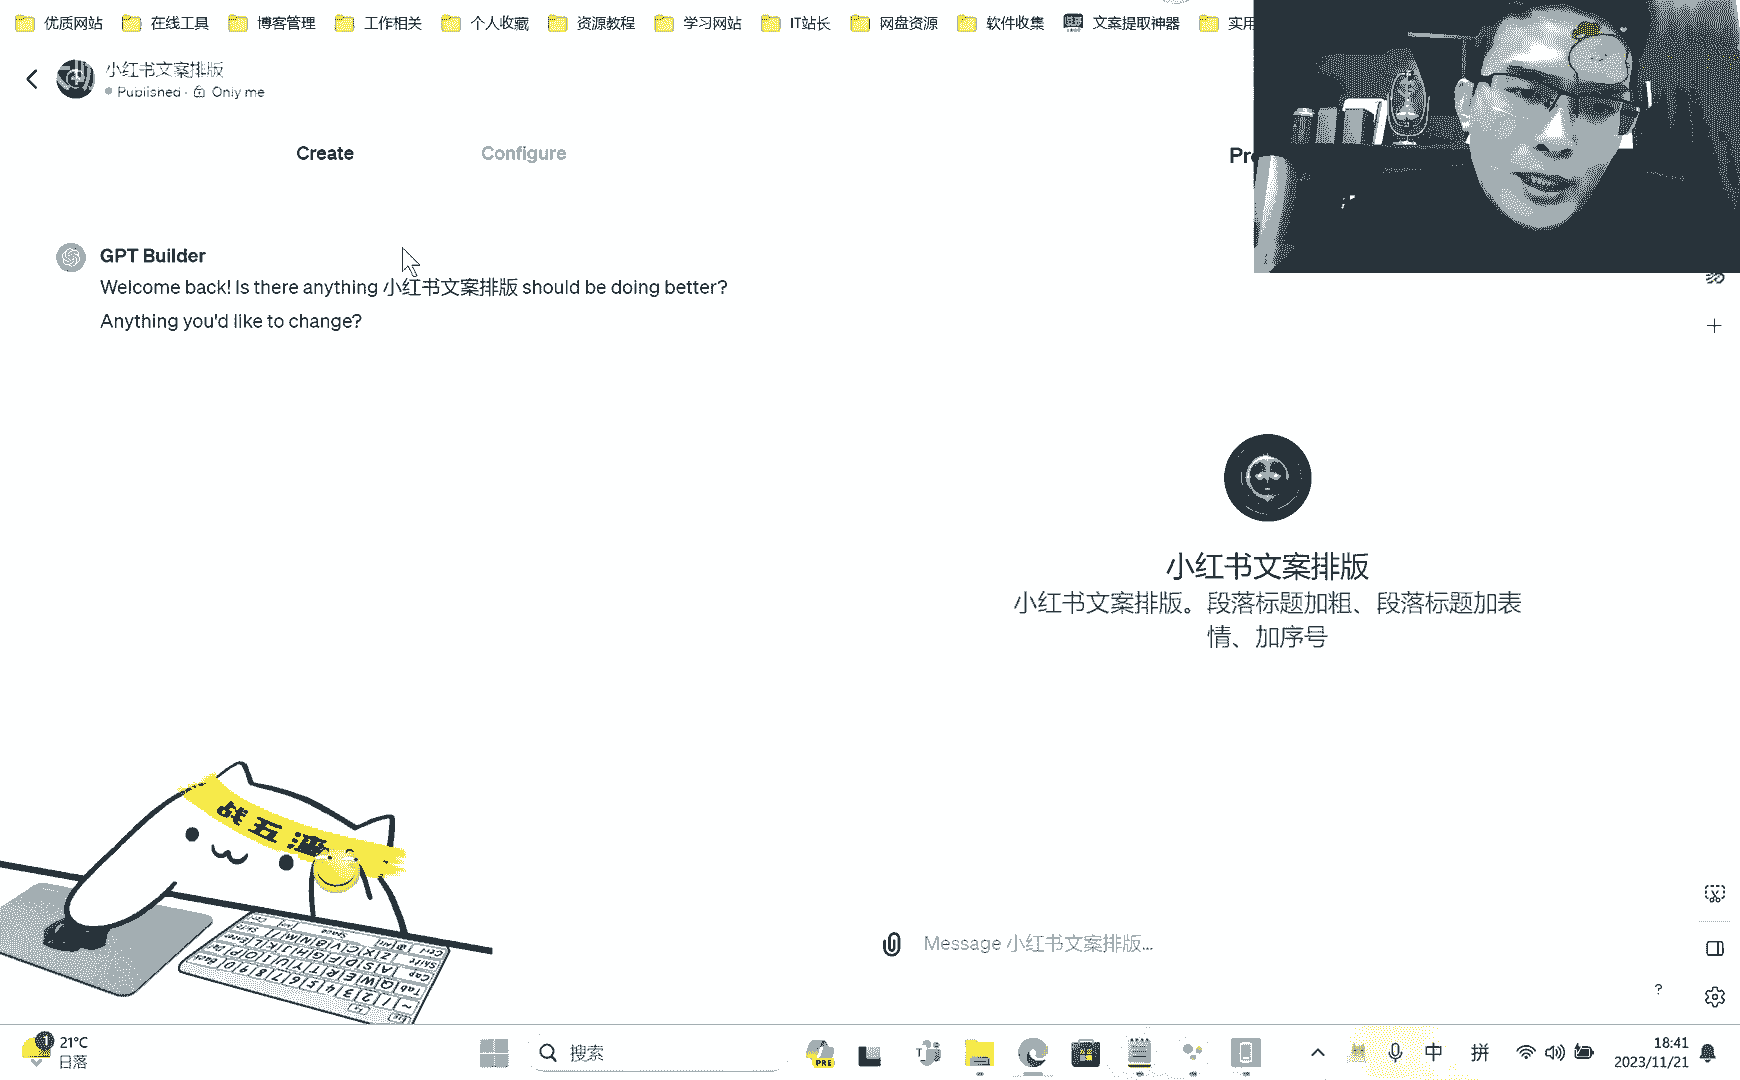 优质网站 在线工具 博客管理 工作相关 个人收藏 资源教程 学习网站 IT站长 网盘资源 软件收集 文案提取神器 实用
小红书文案排版
Published · Only me
Create Configure
GPT Builder
Welcome back! Is there anything 小红书文案排版 should be doing better?
Anything you'd like to change?
小红书文案排版
小红书文案排版。段落标题加粗、段落标题加表
情、加序号
战五渣
Message 小红书文案排版...
?
21°C
日落
搜索
PRE
中 拼
18:41
2023/11/21